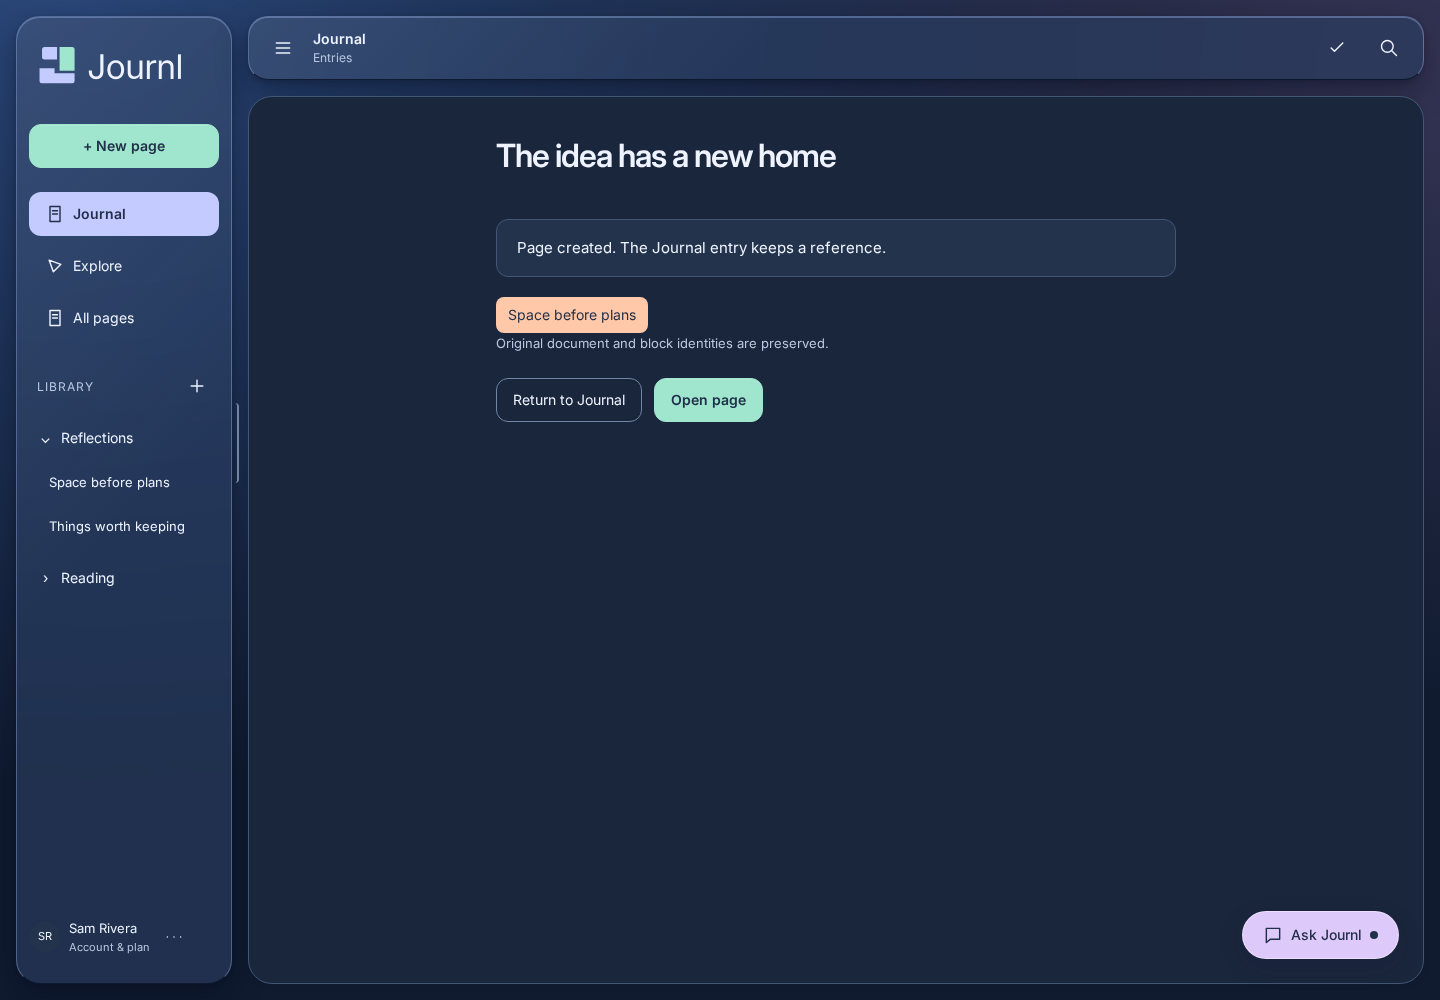 Journl
+ New page
Journal
Explore
All pages
LIBRARY
Reflections
Space before plans
Things worth keeping
Reading
SR
Sam Rivera
Account & plan
Journal
Entries
The idea has a new home
Page created. The Journal entry keeps a reference.
Space before plans
Original document and block identities are preserved.
Return to Journal
Open page
Ask Journl